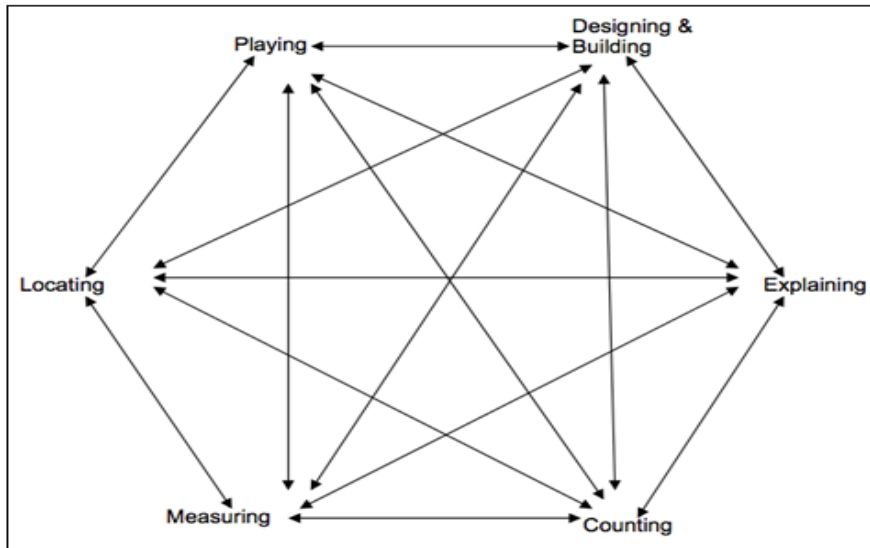 Playing
Designing &
Building
Locating
Explaining
Measuring
Counting